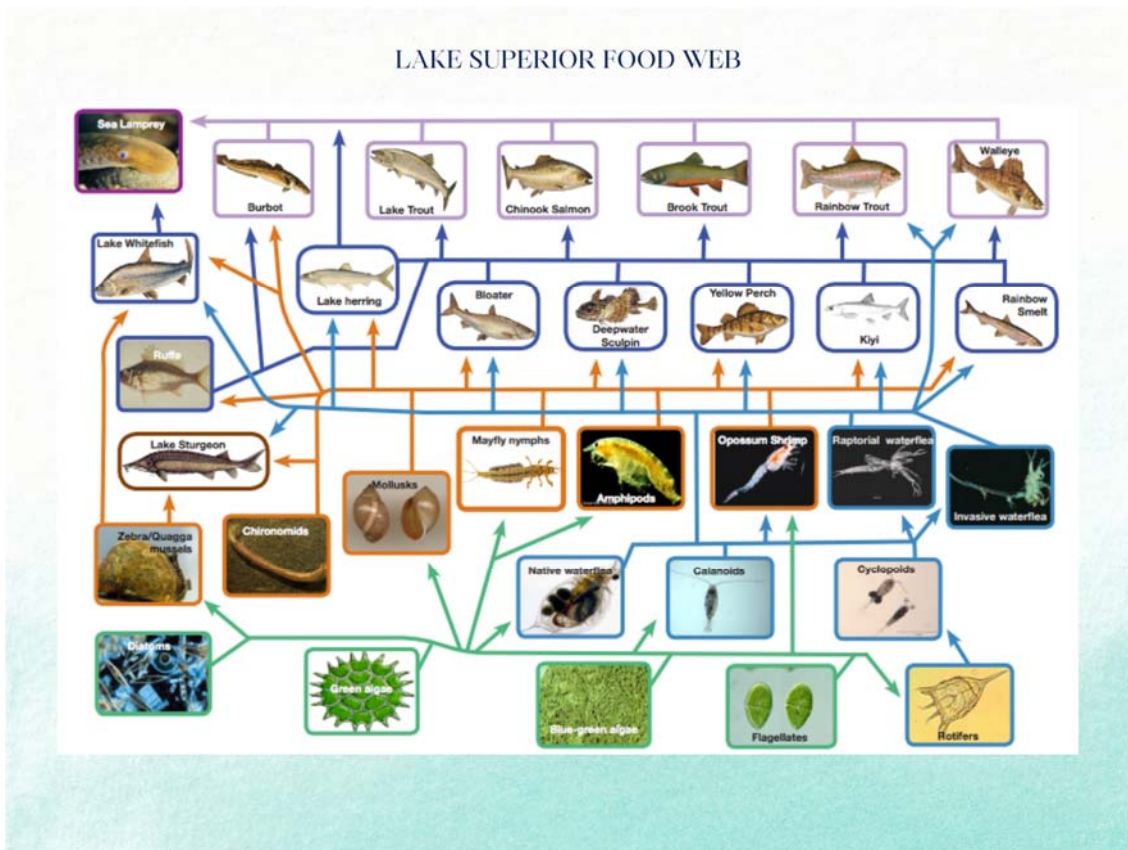 LAKE SUPERIOR FOOD WEB
Sea Lamprey
Burbot
Lake Trout
Chinook Salmon
Brook Trout
Rainbow Trout
Walleye
Lake Whitefish
Lake herring
Bloater
Deepwater
Sculpin
Yellow Perch
Kiyi
Rainbow
Smelt
Ruffe
Lake Sturgeon
Mayfly nymphs
Amphipods
Opossum Shrimp
Raptorial waterflea
Invasive waterflea
Mollusks
Zebra/Quagga
mussels
Chironomids
Native waterflea
Calanoids
Cyclopoids
Diatoms
Green algae
Blue-green algae
Flagellates
Rotifers